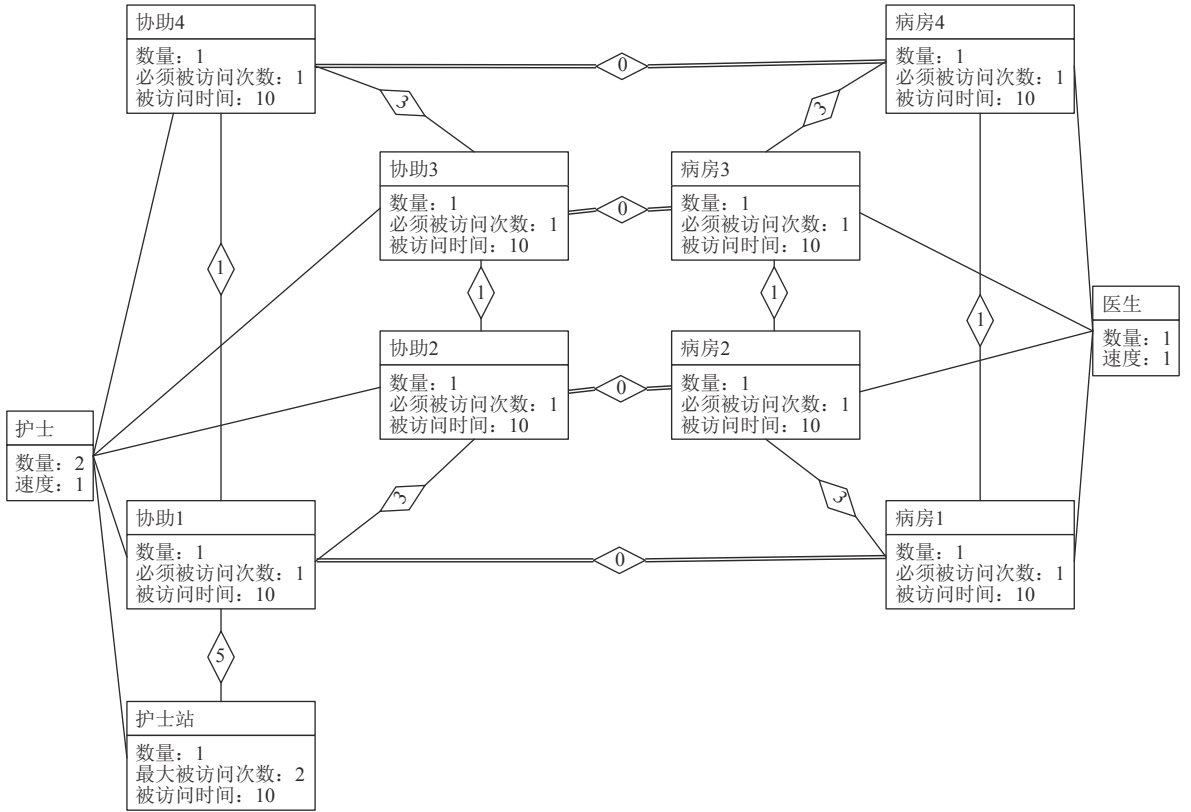 协助4
数量：1
必须被访问次数：1
被访问时间：10
病房4
数量：1
必须被访问次数：1
被访问时间：10
0
3
3
协助3
数量：1
必须被访问次数：1
被访问时间：10
病房3
数量：1
必须被访问次数：1
被访问时间：10
0
1
1
1
1
医生
数量：1
速度：1
协助2
数量：1
必须被访问次数：1
被访问时间：10
病房2
数量：1
必须被访问次数：1
被访问时间：10
0
护士
数量：2
速度：1
3
3
协助1
数量：1
必须被访问次数：1
被访问时间：10
病房1
数量：1
必须被访问次数：1
被访问时间：10
0
5
护士站
数量：1
最大被访问次数：2
被访问时间：10